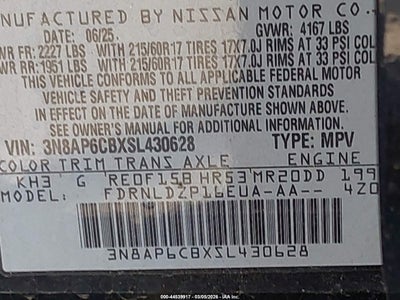 NUFACTURED BY NISSAN MOTOR CO.
DATE 06/25. GVWR: 4167 LBS
WR FR: 2227 LBS WITH 215/60R17 TIRES 17X7.0J RIMS AT 33 PSI COL
WR RR: 1951 LBS WITH 215/60R17 TIRES 17X7.0J RIMS AT 33 PSI COL
THIS VEHICLE CONFORMS TO ALL APPLICABLE FEDERAL MOTOR
VEHICLE SAFETY AND THEFT PREVENTION STANDARDS
IN EFFECT ON THE DATE OF MANUFACTURE SHOWN ABOVE.
SEE OWNERS MANUAL FOR ADDITIONAL INFORMATION
VIN: 3N8AP6CBXSL430628 TYPE: MPV
COLOR TRIM TRANS AXLE ENGINE
KH3 G RE0F15B HR53 MR20DD 199
MODEL: FDRNLDZP16EUA-AA-- 4Z0
3N8AP6CBXSL430628